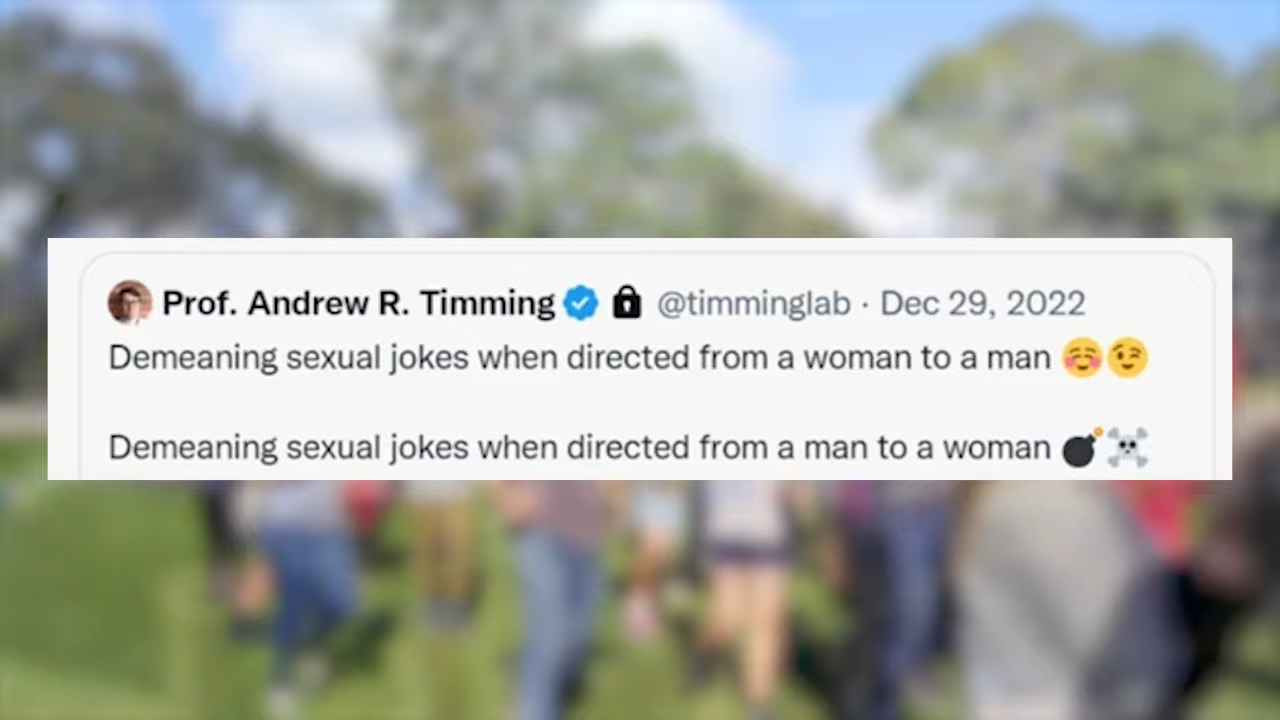 Prof. Andrew R. Timming @timminglab · Dec 29, 2022
Demeaning sexual jokes when directed from a woman to a man ☺️😉
Demeaning sexual jokes when directed from a man to a woman 💣☠️